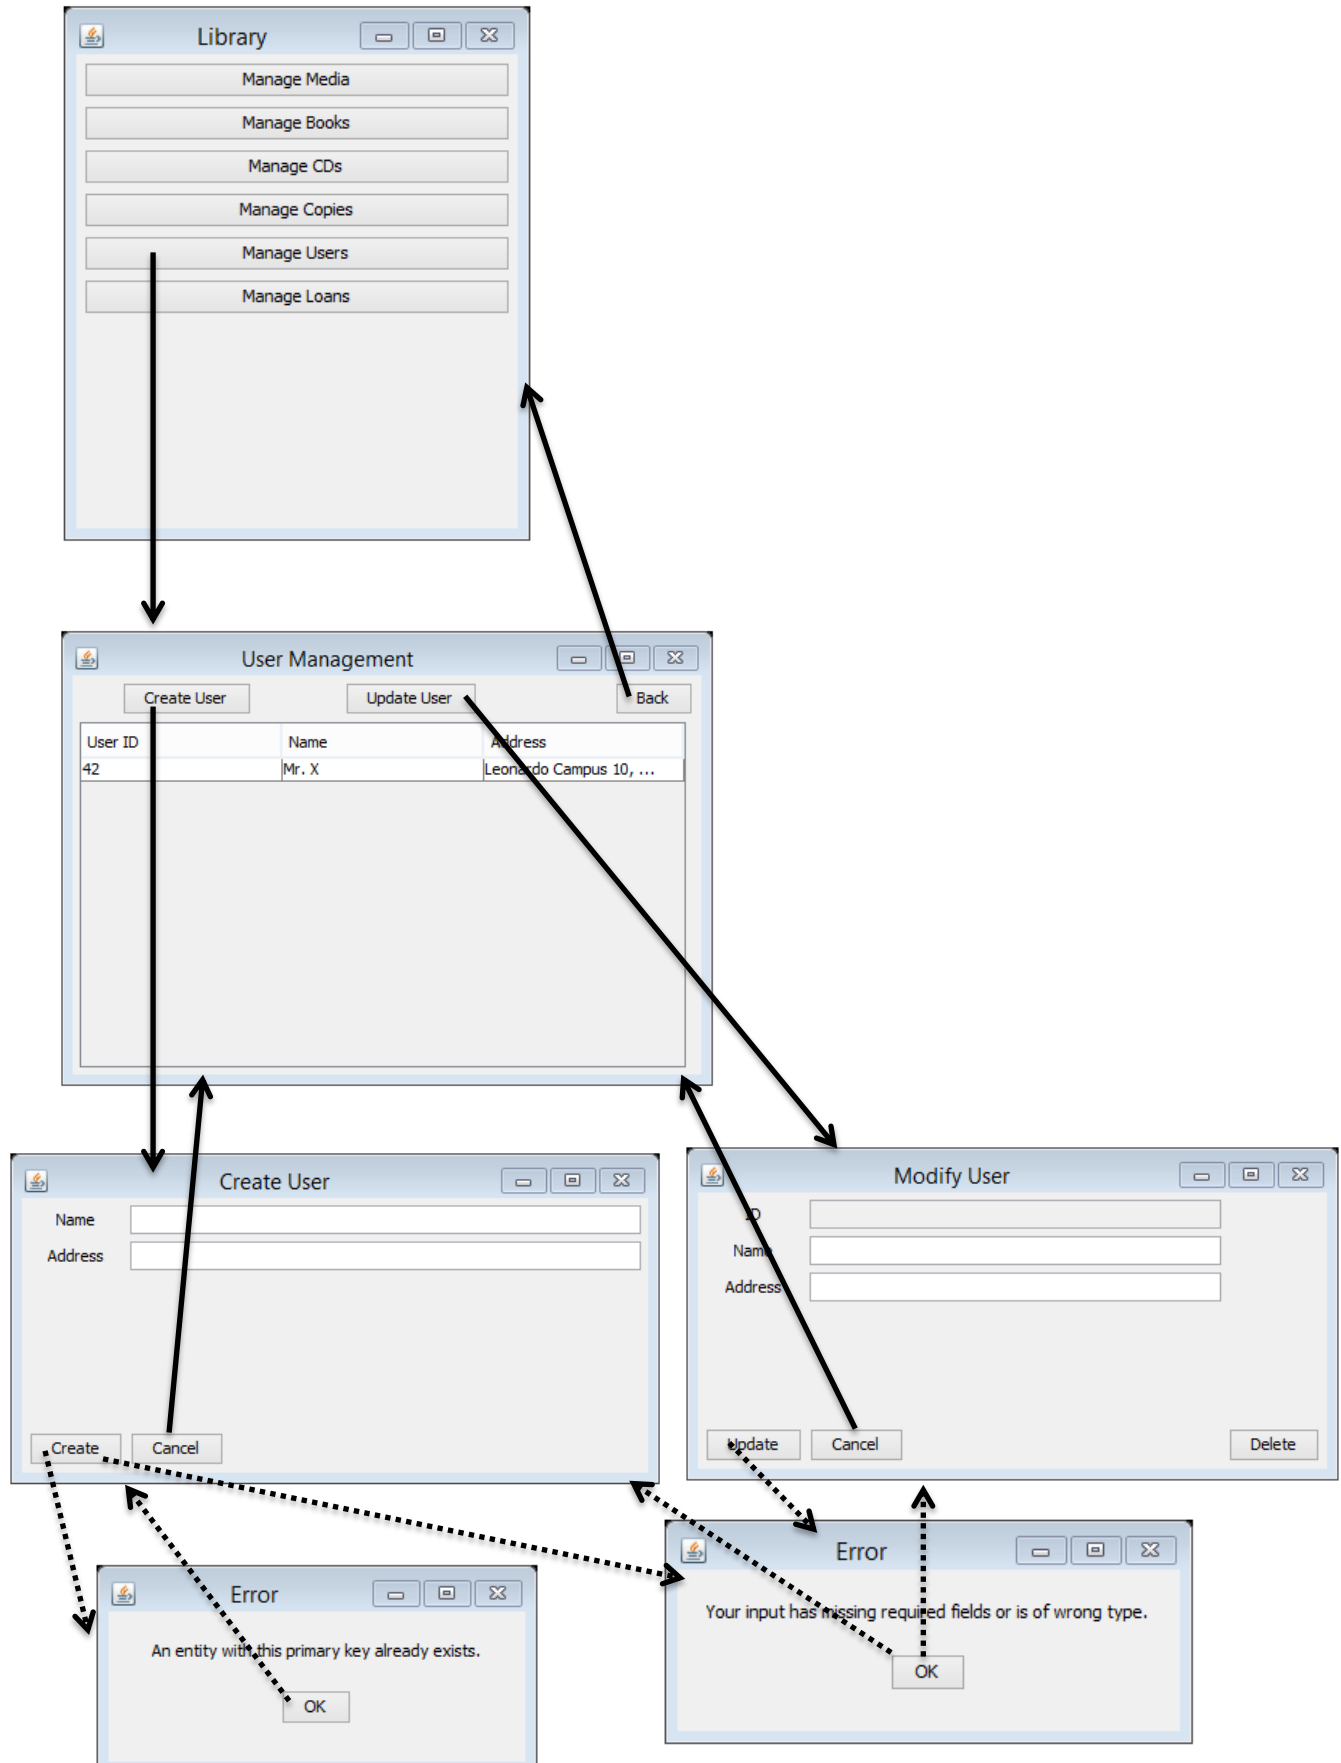 Library
Manage Media
Manage Books
Manage CDs
Manage Copies
Manage Users
Manage Loans
User Management
Create User Update User Back
User ID Name Address
42 Mr. X Leonardo Campus 10, ...
Create User
Name
Address
Create Cancel
Modify User
ID
Name
Address
Update Cancel Delete
Error
An entity with this primary key already exists.
OK
Error
Your input has missing required fields or is of wrong type.
OK